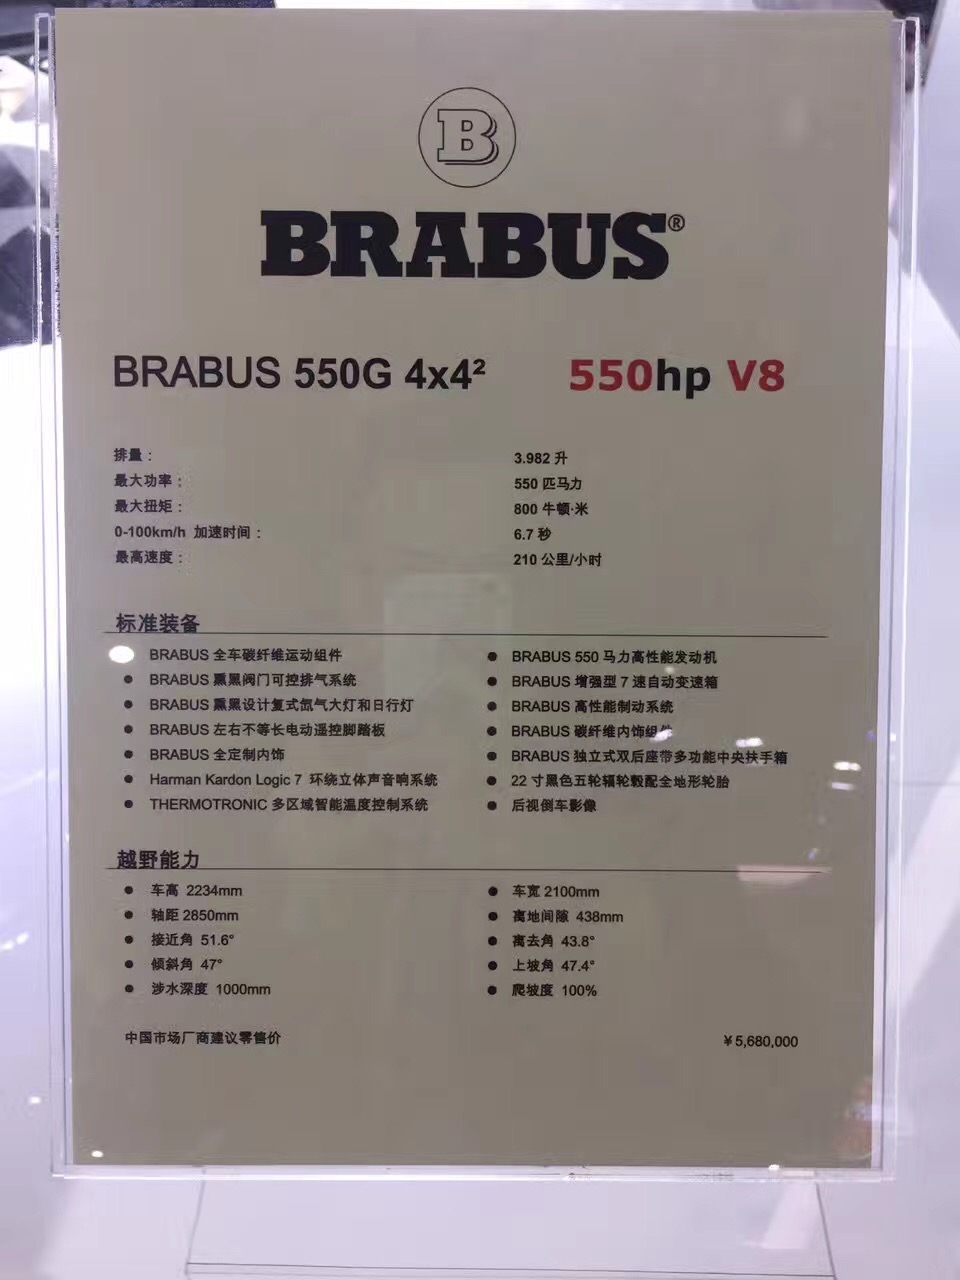 B
BRABUS®
BRABUS 550G 4x4² 550hp V8
排量： 3.982 升
最大功率： 550 匹马力
最大扭矩： 800 牛顿·米
0-100km/h 加速时间： 6.7 秒
最高速度： 210 公里/小时
标准装备
BRABUS 全车碳纤维运动组件
● BRABUS 熏黑阀门可控排气系统
● BRABUS 熏黑设计复式氙气大灯和日行灯
● BRABUS 左右不等长电动遥控脚踏板
● BRABUS 全定制内饰
● Harman Kardon Logic 7 环绕立体声音响系统
● THERMOTRONIC 多区域智能温度控制系统
● BRABUS 550 马力高性能发动机
● BRABUS 增强型 7 速自动变速箱
● BRABUS 高性能制动系统
● BRABUS 碳纤维内饰组件
● BRABUS 独立式双后座带多功能中央扶手箱
● 22 寸黑色五轮辐轮毂配全地形轮胎
● 后视倒车影像
越野能力
● 车高 2234mm
● 轴距 2850mm
● 接近角 51.6°
● 倾斜角 47°
● 涉水深度 1000mm
● 车宽 2100mm
● 离地间隙 438mm
● 离去角 43.8°
● 上坡角 47.4°
● 爬坡度 100%
中国市场厂商建议零售价 ￥5,680,000